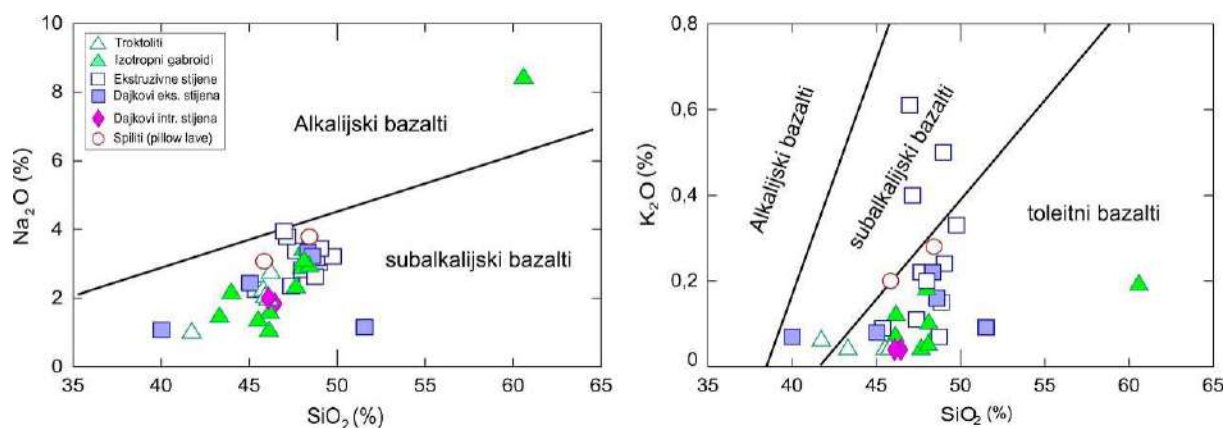 Na2O (%)
10
8
6
4
2
0
Troktoliti
Izotropni gabroidi
Ekstruzivne stijene
Dajkovi eks. stijena
Dajkovi intr. stijena
Spiliti (pillow lave)
Alkalijski bazalti
subalkalijski bazalti
35 40 45 50 55 60 65
SiO2 (%)
K2O (%)
0,8
0,6
0,4
0,2
0
Alkalijski bazalti
subalkalijski bazalti
toleitni bazalti
35 40 45 50 55 60 65
SiO2 (%)